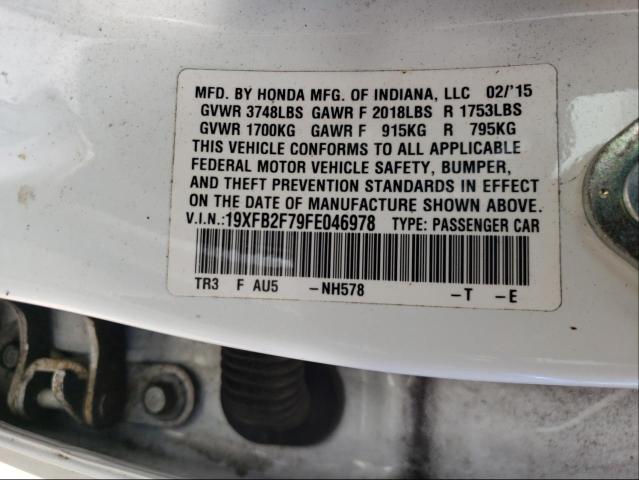 MFD. BY HONDA MFG. OF INDIANA, LLC 02/'15
GVWR 3748LBS GAWR F 2018LBS R 1753LBS
GVWR 1700KG GAWR F 915KG R 795KG
THIS VEHICLE CONFORMS TO ALL APPLICABLE
FEDERAL MOTOR VEHICLE SAFETY, BUMPER,
AND THEFT PREVENTION STANDARDS IN EFFECT
ON THE DATE OF MANUFACTURE SHOWN ABOVE.
V.I.N.:19XFB2F79FE046978 TYPE: PASSENGER CAR
TR3 F AU5 -NH578 -T -E